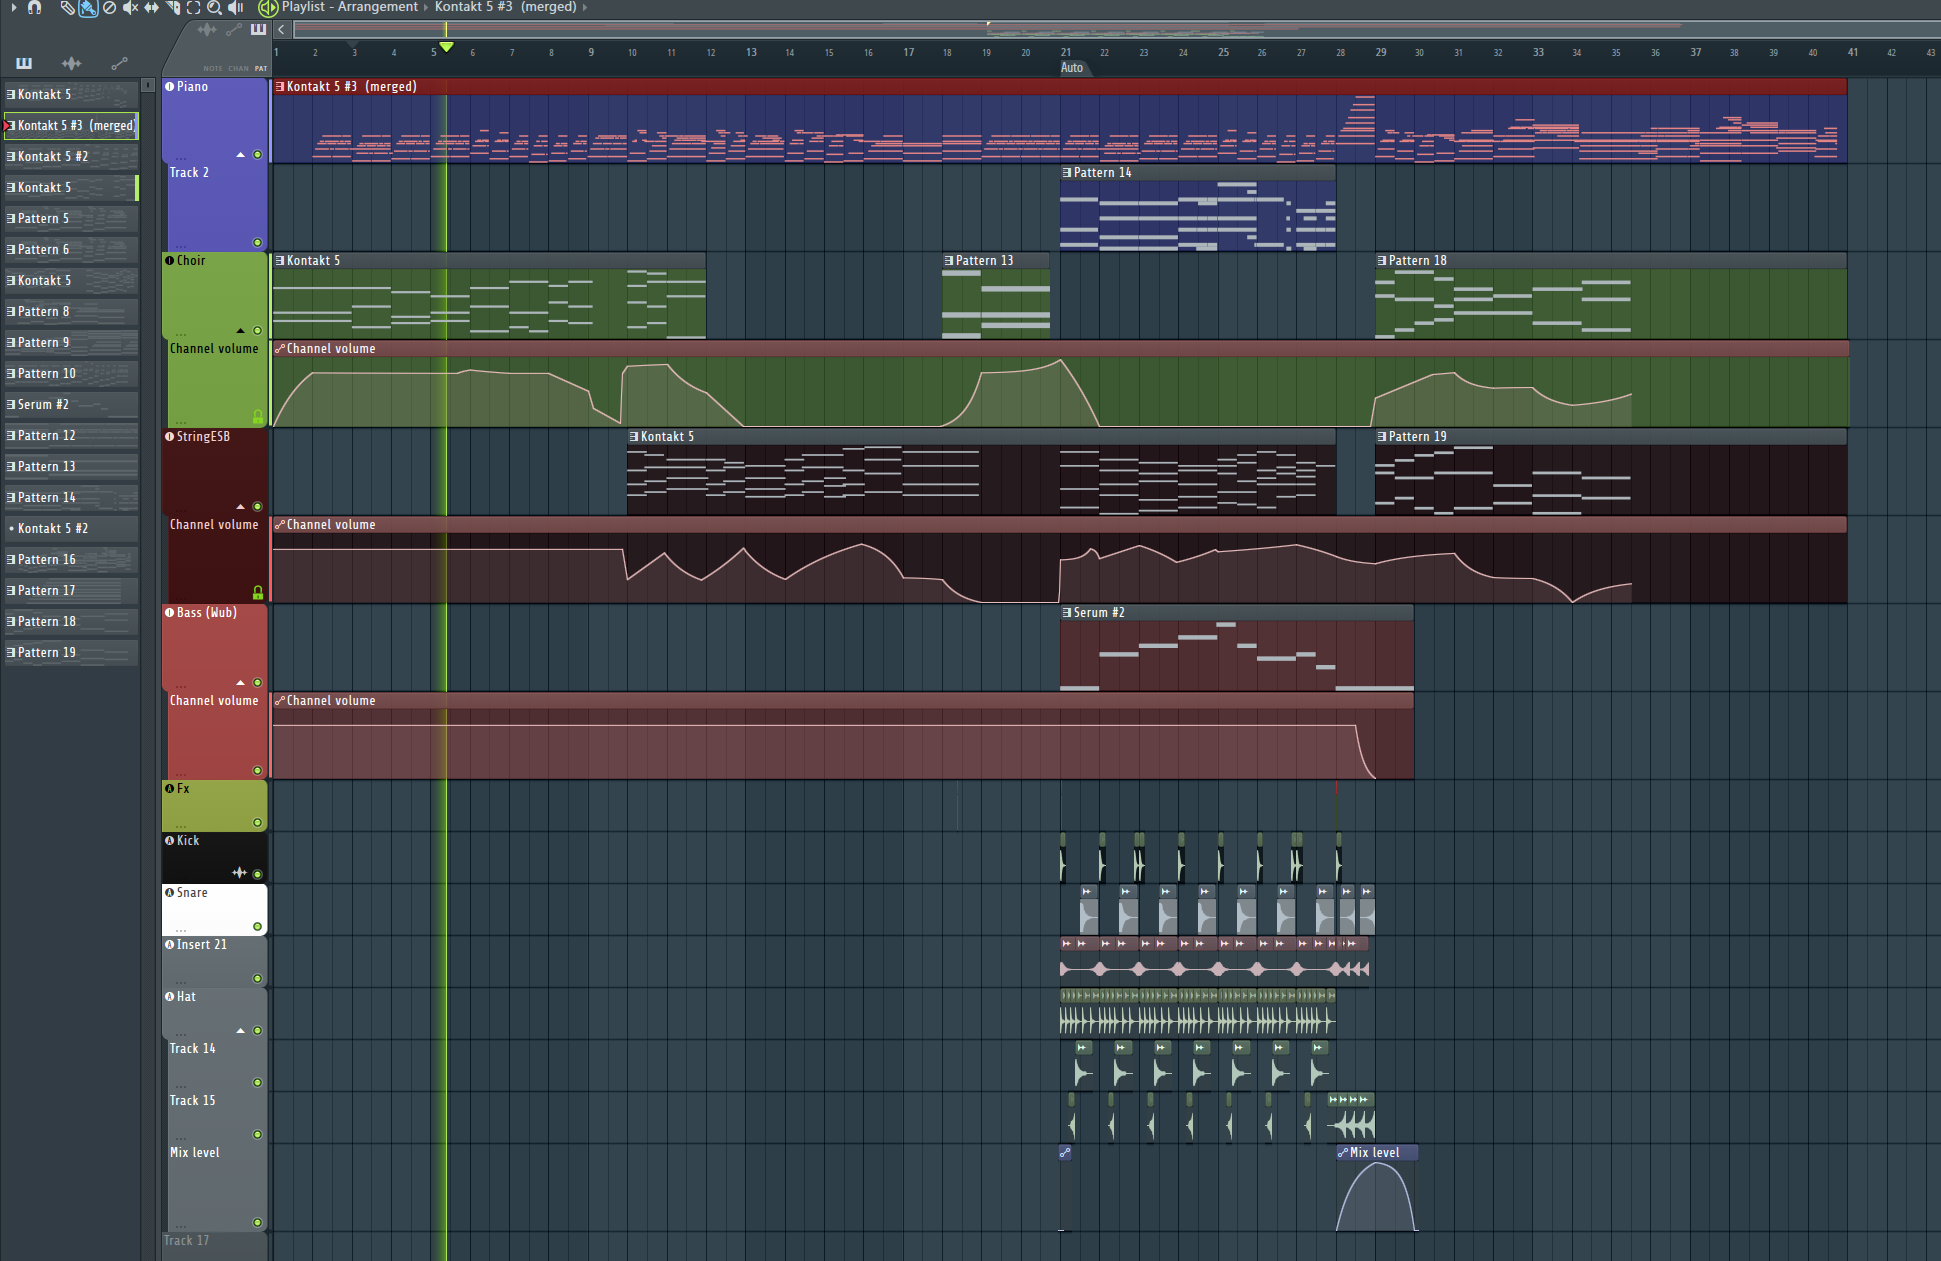 Playlist - Arrangement › Kontakt 5 #3 (merged) ›
NOTE CHAN PAT
1 2 3 4 5 6 7 8 9 10 11 12 13 14 15 16 17 18 19 20 21 22 23 24 25 26 27 28 29 30 31 32 33 34 35 36 37 38 39 40 41 42 43
Auto
Kontakt 5
Kontakt 5 #3 (merged)
Kontakt 5 #2
Kontakt 5
Pattern 5
Pattern 6
Kontakt 5
Pattern 8
Pattern 9
Pattern 10
Serum #2
Pattern 12
Pattern 13
Pattern 14
Kontakt 5 #2
Pattern 16
Pattern 17
Pattern 18
Pattern 19
Piano
Kontakt 5 #3 (merged)
Track 2
Pattern 14
Choir
Kontakt 5
Pattern 13
Pattern 18
Channel volume
Channel volume
StringESB
Kontakt 5
Pattern 19
Channel volume
Channel volume
Bass (Wub)
Serum #2
Channel volume
Channel volume
Fx
Kick
Snare
Insert 21
Hat
Track 14
Track 15
Mix level
Mix level
Track 17